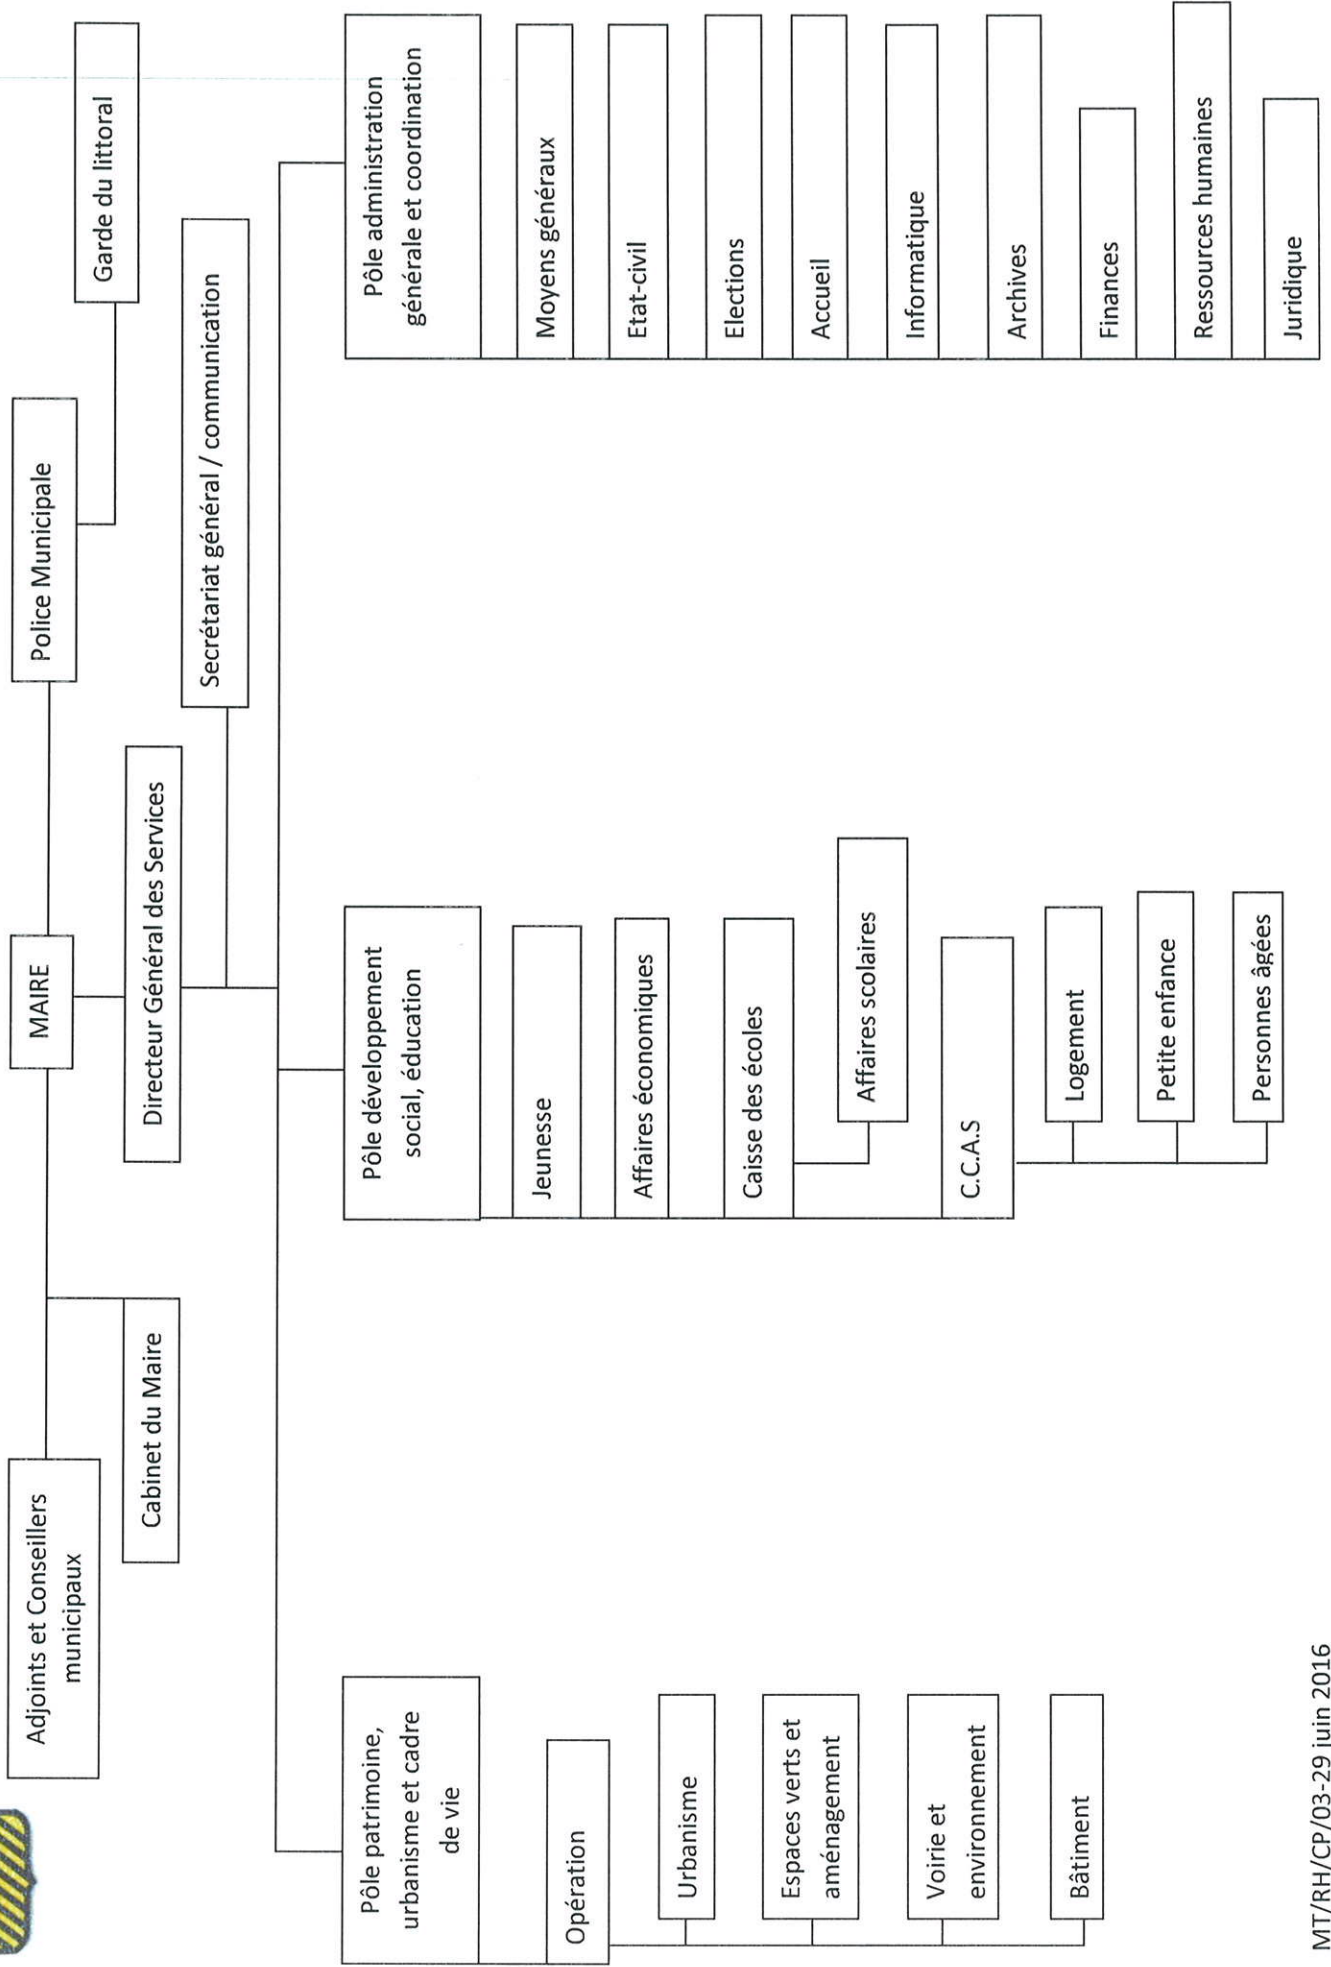 MAIRE
Police Municipale
Garde du littoral
Adjoints et Conseillers
municipaux
Cabinet du Maire
Directeur Général des Services
Secrétariat général / communication
Pôle patrimoine,
urbanisme et cadre
de vie
Opération
Urbanisme
Espaces verts et
aménagement
Voirie et
environnement
Bâtiment
Pôle développement
social, éducation
Jeunesse
Affaires économiques
Caisse des écoles
Affaires scolaires
C.C.A.S
Logement
Petite enfance
Personnes âgées
Pôle administration
générale et coordination
Moyens généraux
Etat-civil
Elections
Accueil
Informatique
Archives
Finances
Ressources humaines
Juridique
MT/RH/CP/03-29 juin 2016